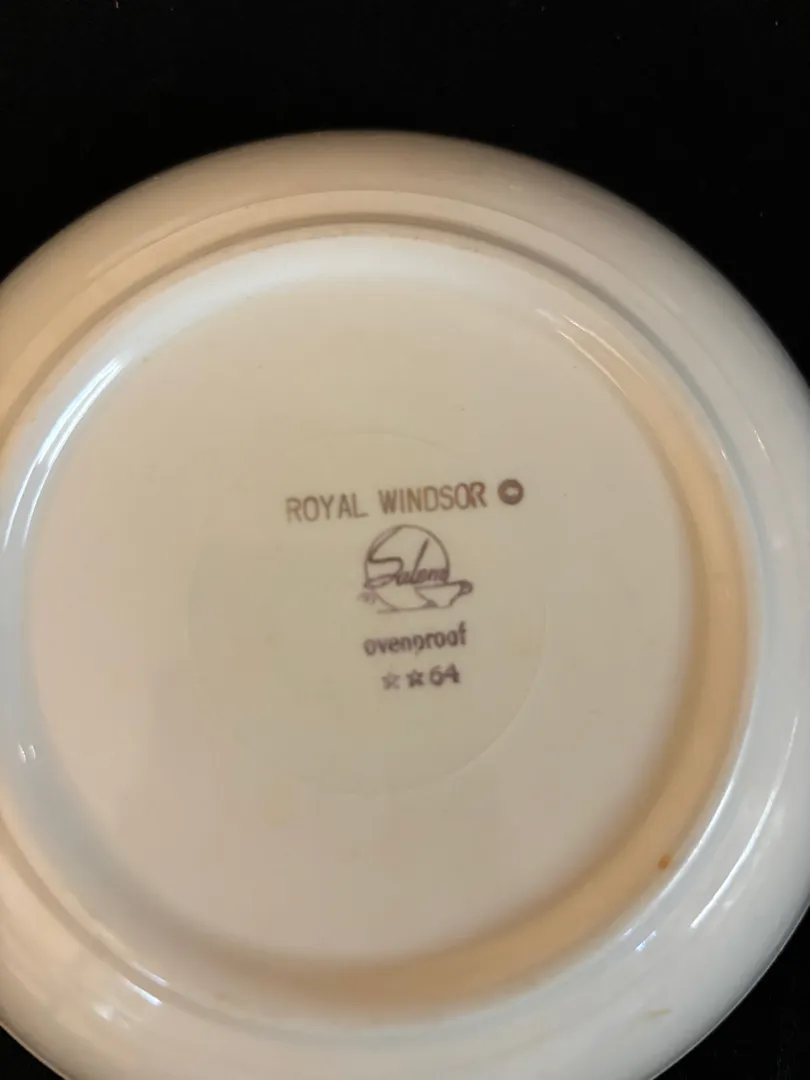 ROYAL WINDSOR ©
Salem
ovenproof
☆☆64